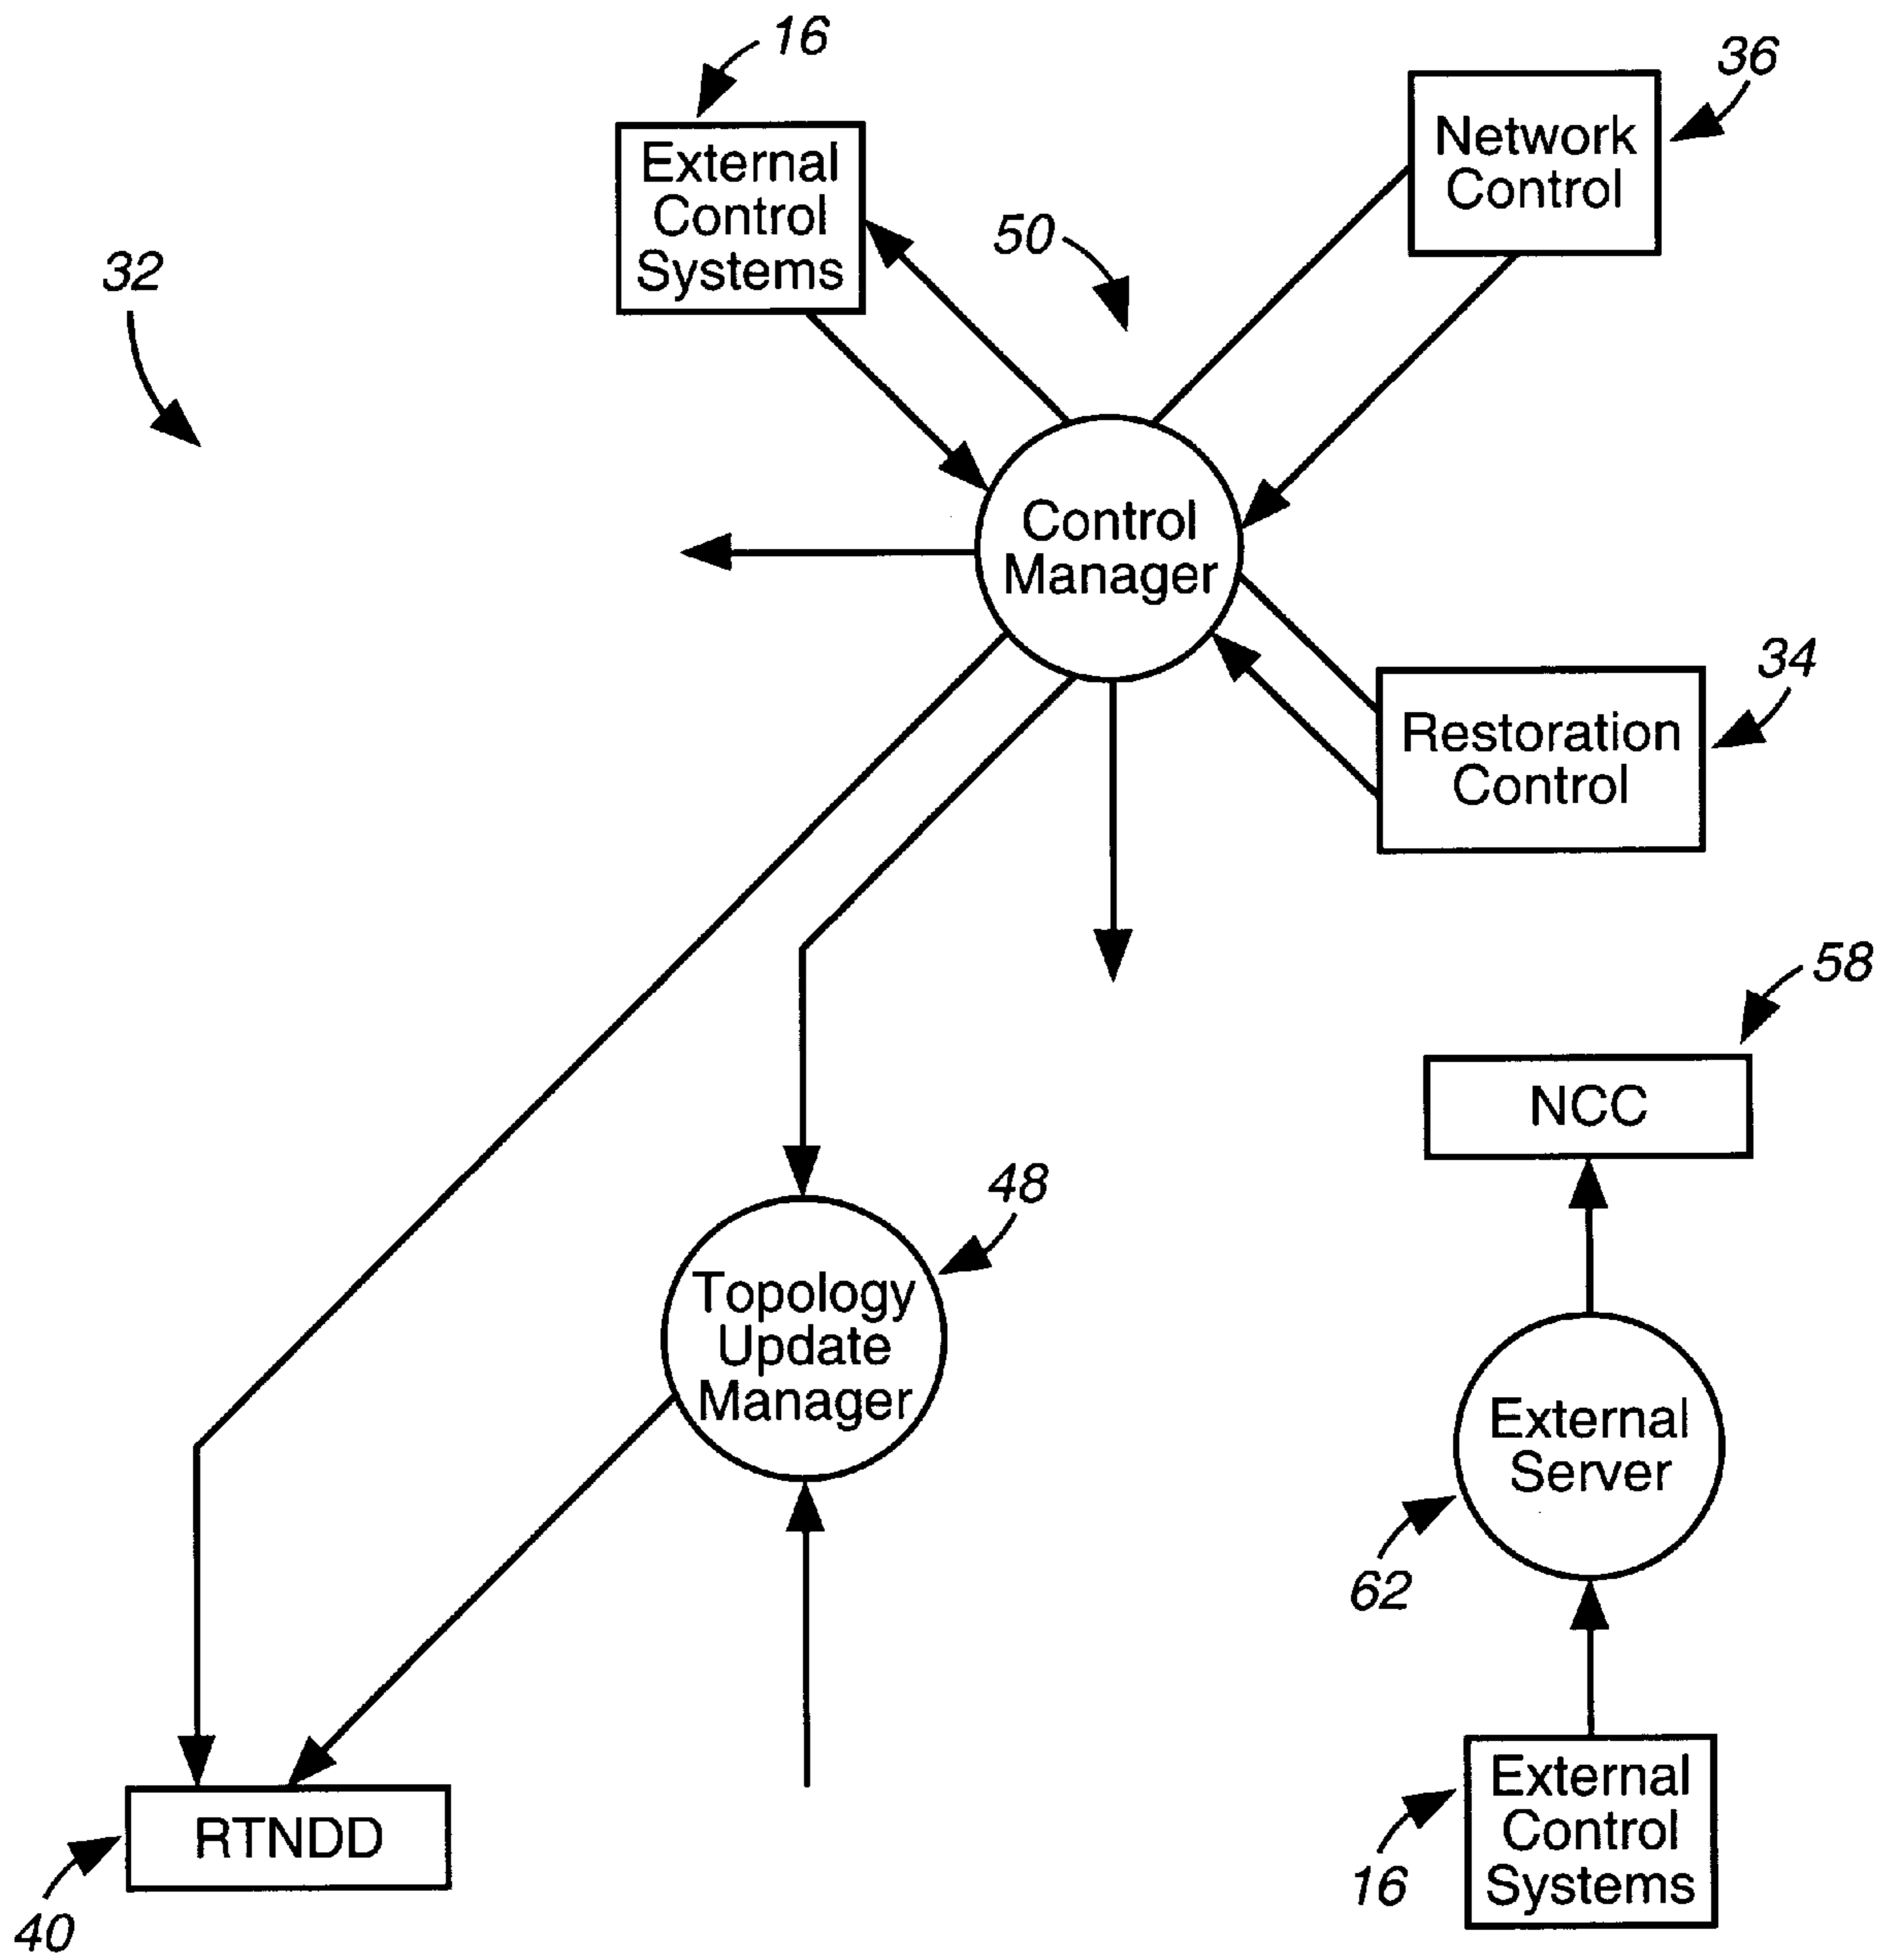 16
36
External
Control
Systems
Network
Control
50
32
Control
Manager
34
Restoration
Control
58
NCC
48
Topology
Update
Manager
External
Server
62
RTNDD
40
External
Control
Systems
16